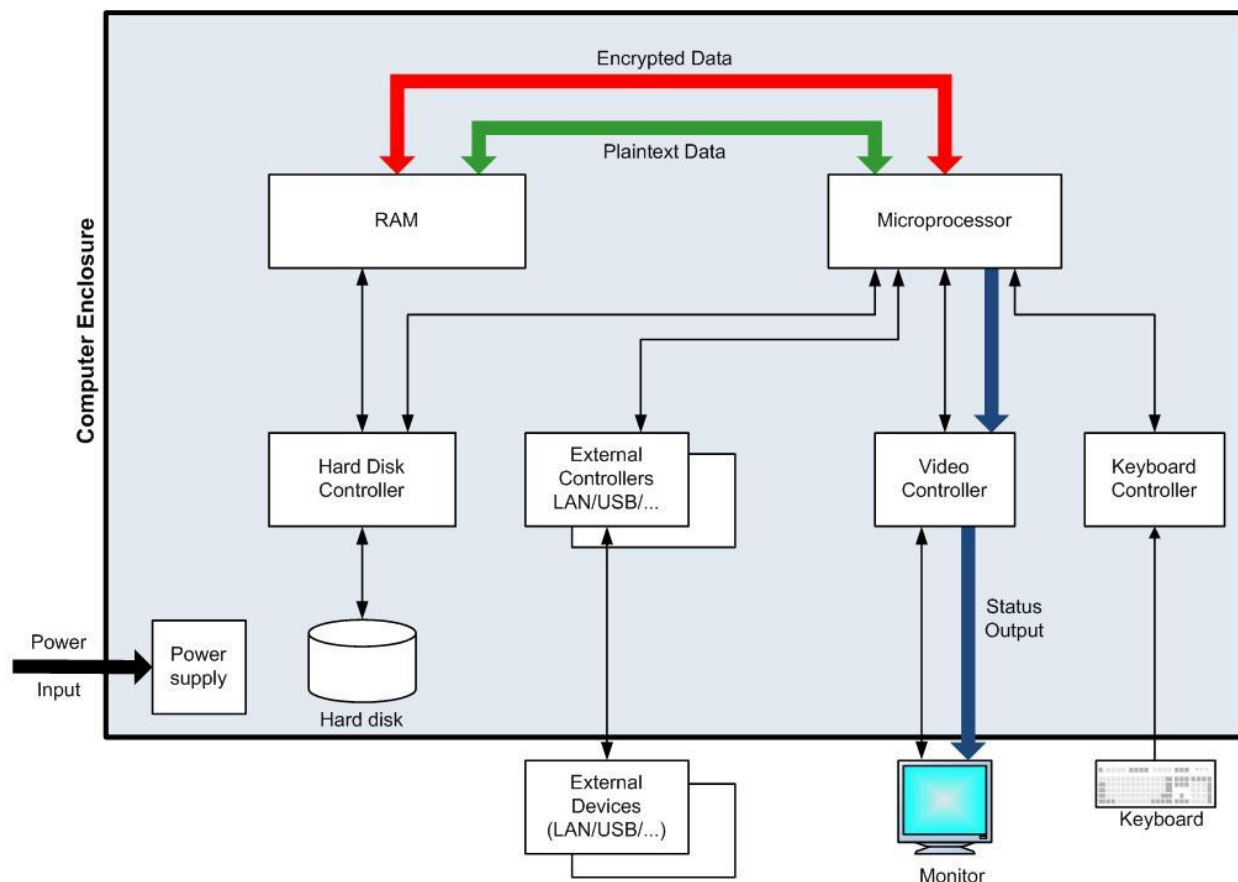 Encrypted Data
Plaintext Data
RAM
Microprocessor
Computer Enclosure
Hard Disk
Controller
External
Controllers
LAN/USB/...
Video
Controller
Keyboard
Controller
Status
Output
Power
Input
Power
supply
Hard disk
External
Devices
(LAN/USB/...)
Monitor
Keyboard